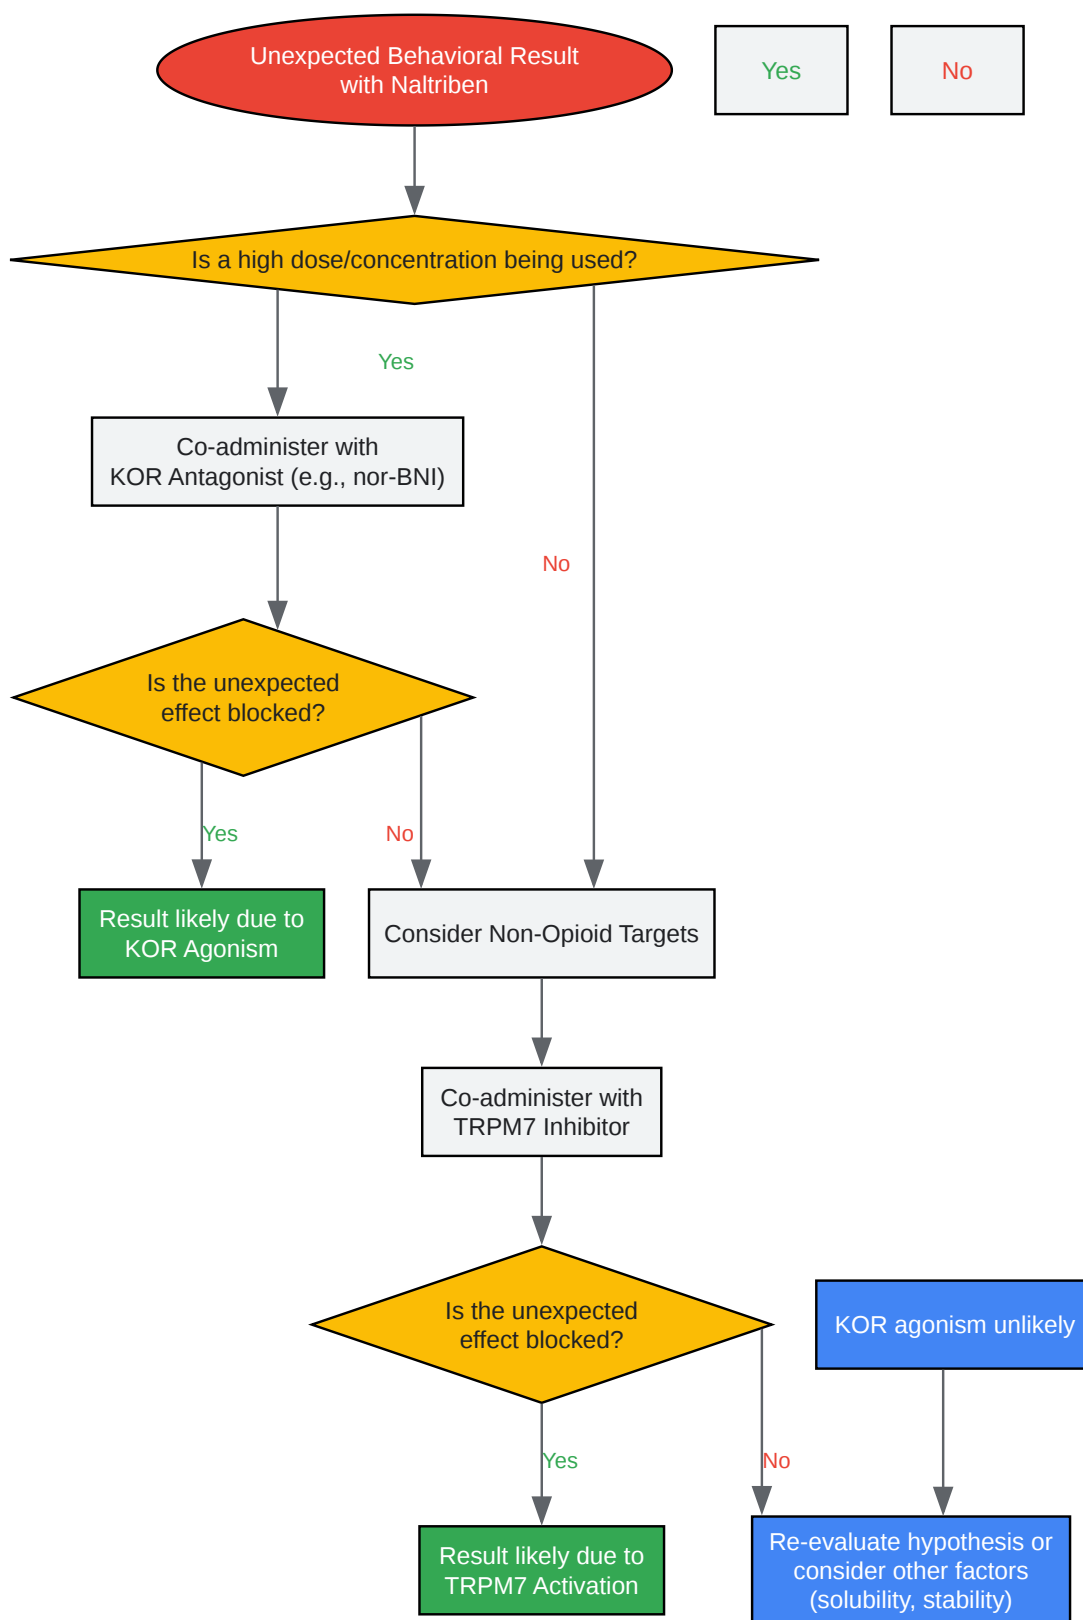 Unexpected Behavioral Result
with Naltriben
Yes
No
Is a high dose/concentration being used?
Yes
Co-administer with
KOR Antagonist (e.g., nor-BNI)
No
Is the unexpected
effect blocked?
Yes
No
Result likely due to
KOR Agonism
Consider Non-Opioid Targets
Co-administer with
TRPM7 Inhibitor
Is the unexpected
effect blocked?
KOR agonism unlikely
Yes
No
Result likely due to
TRPM7 Activation
Re-evaluate hypothesis or
consider other factors
(solubility, stability)